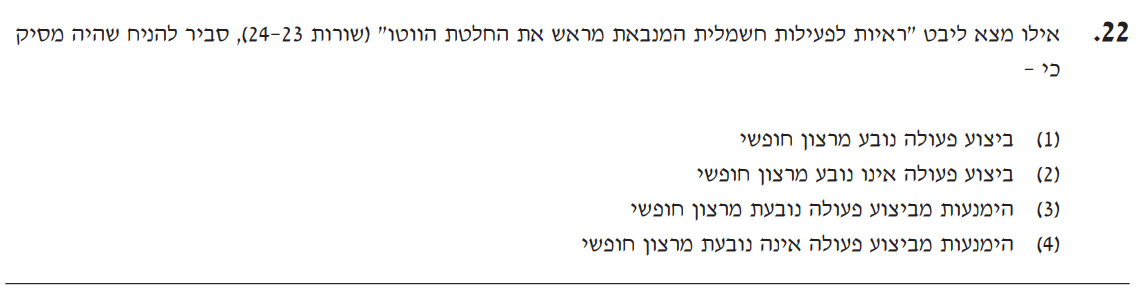 22. אילו מצא ליבט "ראיות לפעילות חשמלית המנבאת מראש את החלטת הווטו" (שורות 24-23), סביר להניח שהיה מסיק
כי –
(1) ביצוע פעולה נובע מרצון חופשי
(2) ביצוע פעולה אינו נובע מרצון חופשי
(3) הימנעות מביצוע פעולה נובעת מרצון חופשי
(4) הימנעות מביצוע פעולה אינה נובעת מרצון חופשי